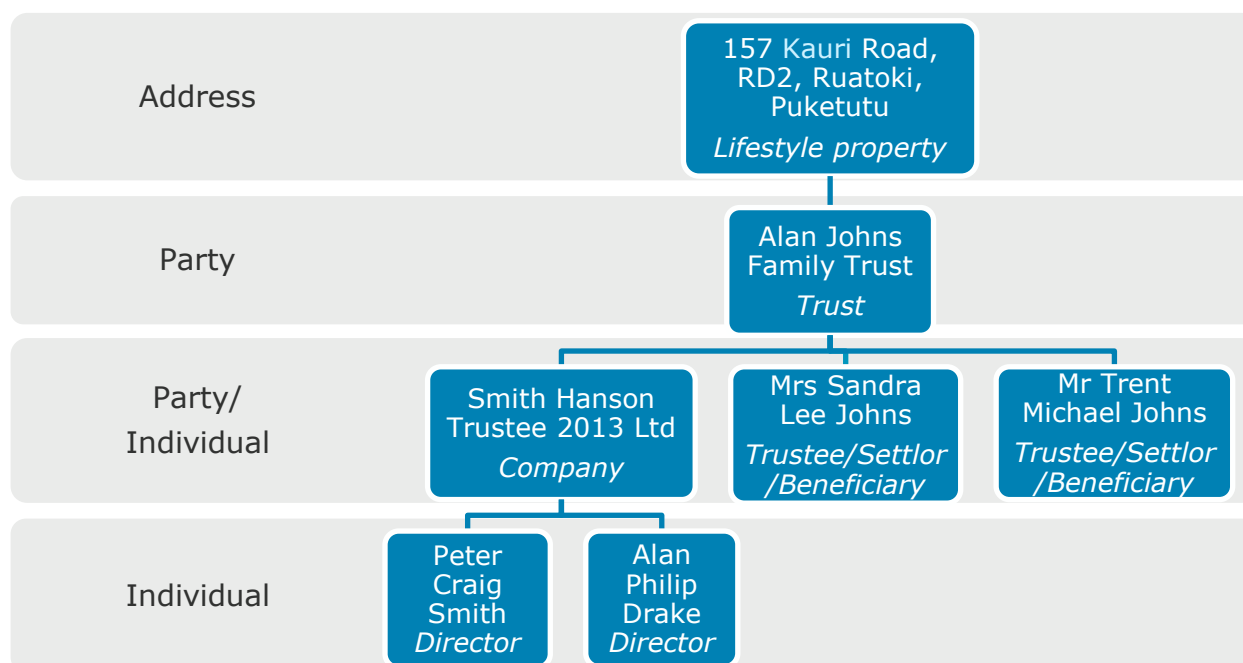 Address
157 Kauri Road,
RD2, Ruatoki,
Puketutu
Lifestyle property
Party
Alan Johns
Family Trust
Trust
Party/
Individual
Smith Hanson
Trustee 2013 Ltd
Company
Mrs Sandra
Lee Johns
Trustee/Settlor
/Beneficiary
Mr Trent
Michael Johns
Trustee/Settlor
/Beneficiary
Individual
Peter
Craig
Smith
Director
Alan
Philip
Drake
Director